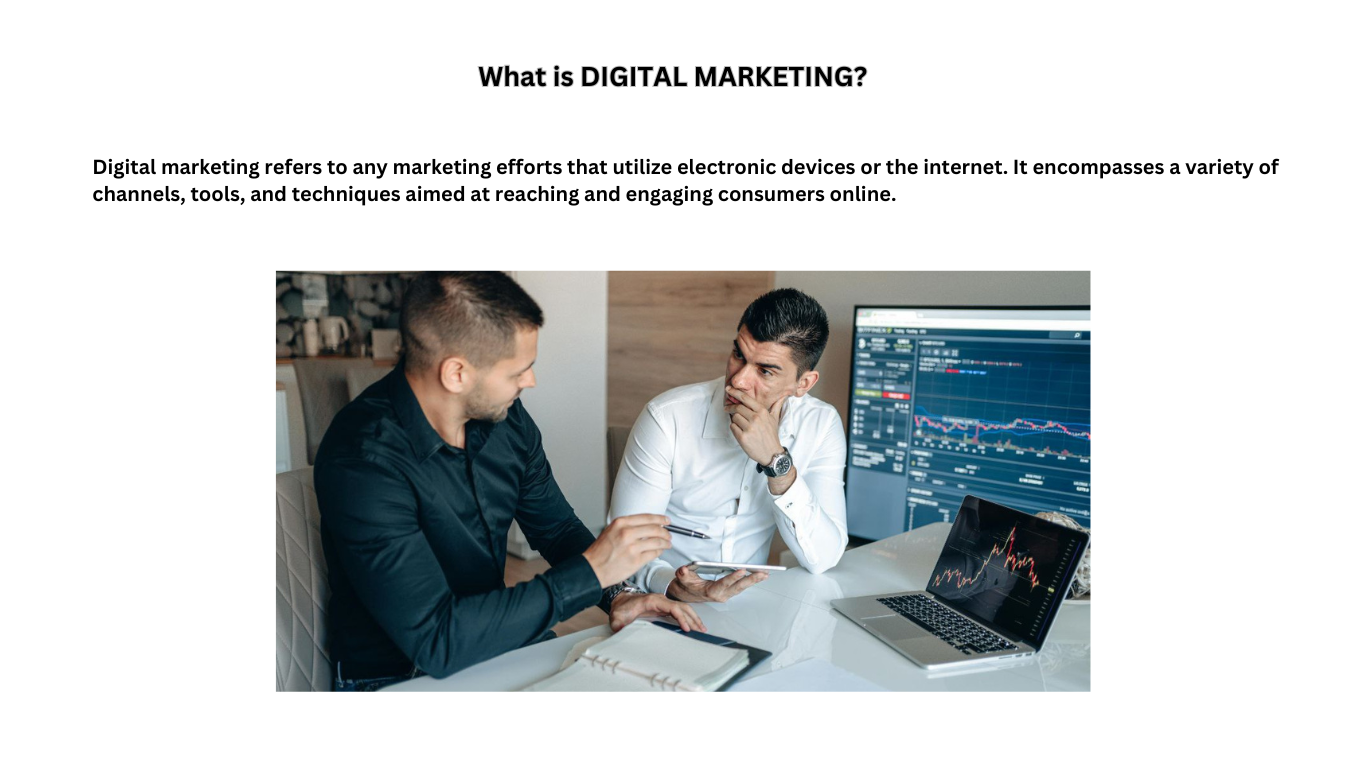 What is DIGITAL MARKETING?
Digital marketing refers to any marketing efforts that utilize electronic devices or the internet. It encompasses a variety of
channels, tools, and techniques aimed at reaching and engaging consumers online.